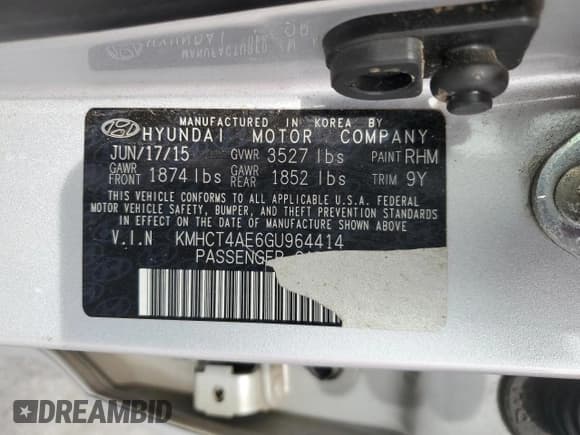 MANUFACTURED IN KOREA BY
HYUNDAI MOTOR COMPANY
JUN/17/15 GVWR 3527 lbs PAINT RHM
GAWR FRONT 1874 lbs GAWR REAR 1852 lbs TRIM 9Y
THIS VEHICLE CONFORMS TO ALL APPLICABLE U.S.A. FEDERAL
MOTOR VEHICLE SAFETY, BUMPER, AND THEFT PREVENTION STANDARDS
IN EFFECT ON THE DATE OF MANUFACTURE SHOWN ABOVE.
V.I.N KMHCT4AE6GU964414
PASSENGER
DREAMBID